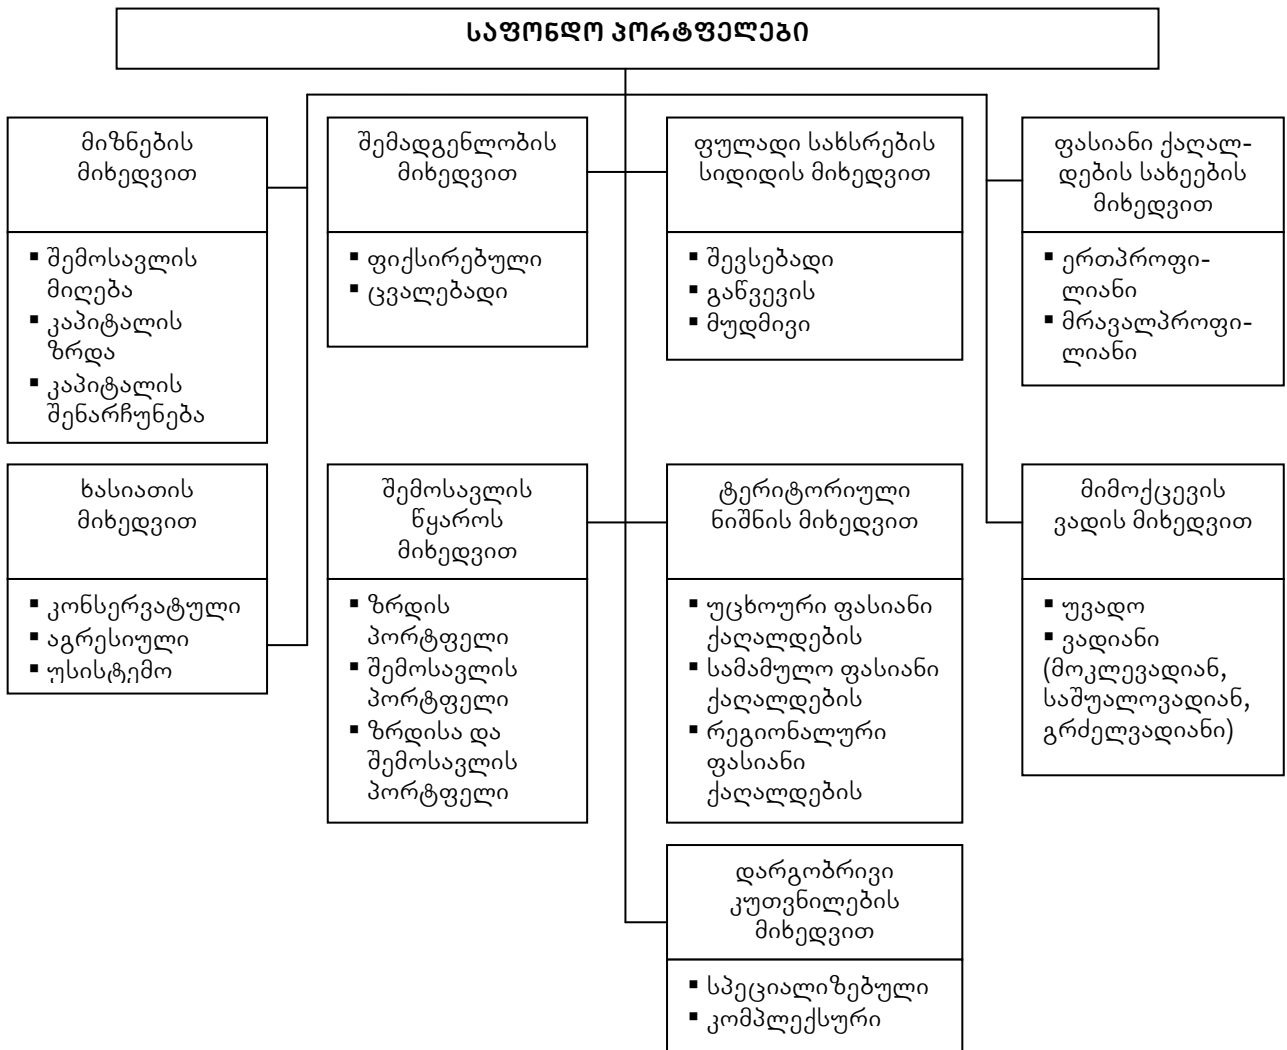 ᲡᲐᲤᲝᲜᲓᲝ ᲞᲝᲠᲢᲤᲔᲚᲔᲑᲘ
მიზნების
მიხედვით
▪ შემოსავლის
მიღება
▪ კაპიტალის
ზრდა
▪ კაპიტალის
შენარჩუნება
შემადგენლობის
მიხედვით
▪ ფიქსირებული
▪ ცვალებადი
ფულადი სახსრების
სიდიდის მიხედვით
▪ შევსებადი
▪ გაწვევის
▪ მუდმივი
ფასიანი ქაღალ-
დების სახეების
მიხედვით
▪ ერთპროფი-
ლიანი
▪ მრავალპროფი-
ლიანი
ხასიათის
მიხედვით
▪ კონსერვატული
▪ აგრესიული
▪ უსისტემო
შემოსავლის
წყაროს
მიხედვით
▪ ზრდის
პორტფელი
▪ შემოსავლის
პორტფელი
▪ ზრდისა და
შემოსავლის
პორტფელი
ტერიტორიული
ნიშნის მიხედვით
▪ უცხოური ფასიანი
ქაღალდების
▪ სამამულო ფასიანი
ქაღალდების
▪ რეგიონალური
ფასიანი
ქაღალდების
მიმოქცევის
ვადის მიხედვით
▪ უვადო
▪ ვადიანი
(მოკლევადიან,
საშუალოვადიან,
გრძელვადიანი)
დარგობრივი
კუთვნილების
მიხედვით
▪ სპეციალიზებული
▪ კომპლექსური